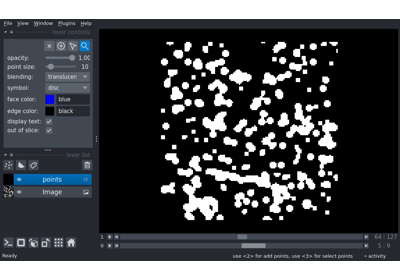 File View Window Plugins Help
layer controls
opacity: 1.00
point size: 10
blending: translucen
symbol: disc
face color: blue
edge color: black
display text:
out of slice:
layer list
points
Image
1 64 127
0 5 9
Ready use <2> for add points, use <3> for select points activity